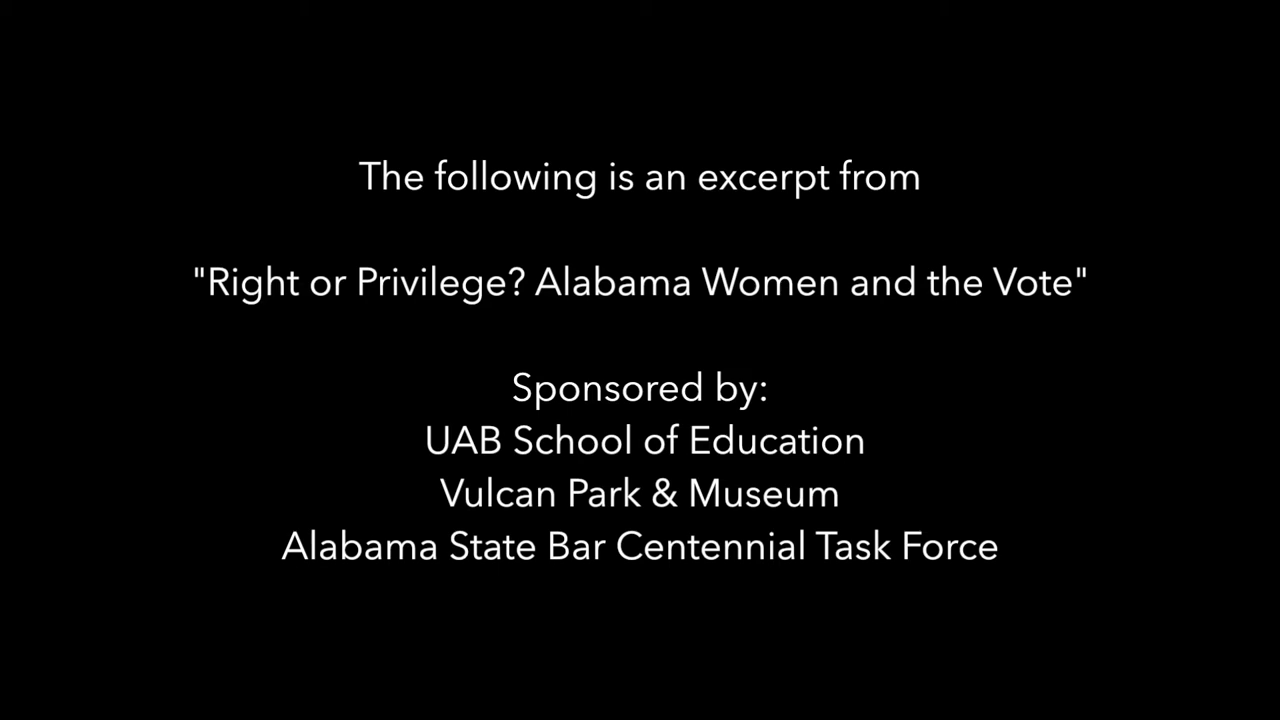 The following is an excerpt from
"Right or Privilege? Alabama Women and the Vote"
Sponsored by:
UAB School of Education
Vulcan Park & Museum
Alabama State Bar Centennial Task Force